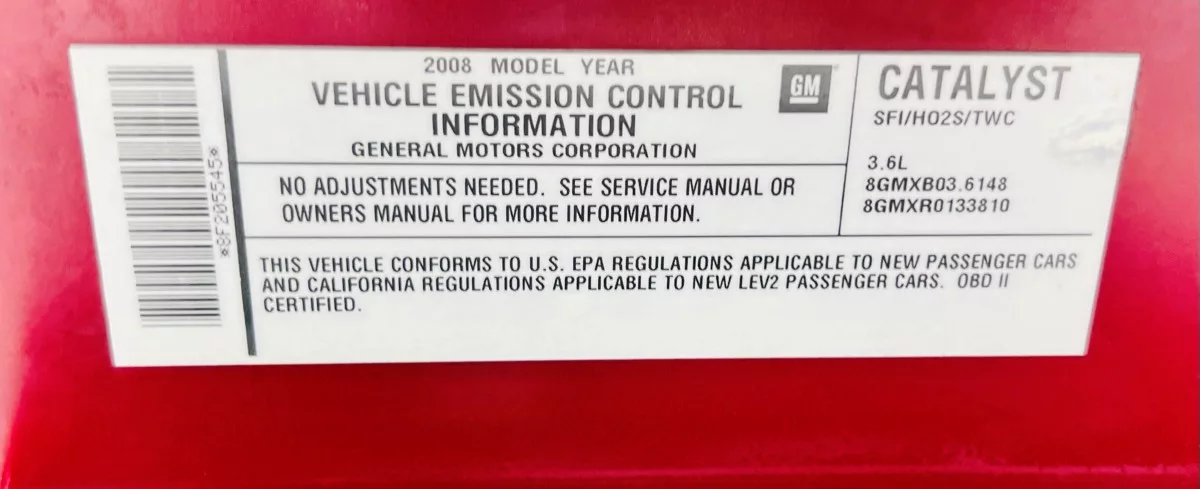 *8F205545*
2008 MODEL YEAR
VEHICLE EMISSION CONTROL
INFORMATION
GENERAL MOTORS CORPORATION
GM
NO ADJUSTMENTS NEEDED. SEE SERVICE MANUAL OR
OWNERS MANUAL FOR MORE INFORMATION.
CATALYST
SFI/HO2S/TWC
3.6L
8GMXB03.6148
8GMXR0133810
THIS VEHICLE CONFORMS TO U.S. EPA REGULATIONS APPLICABLE TO NEW PASSENGER CARS
AND CALIFORNIA REGULATIONS APPLICABLE TO NEW LEV2 PASSENGER CARS. OBD II
CERTIFIED.